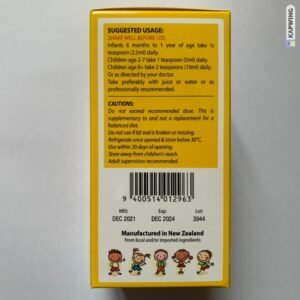 SUGGESTED USAGE:
SHAKE WELL BEFORE USE.
Infants 6 months to 1 year of age take ½
teaspoon (2.5ml) daily.
Children age 2-7 take 1 teaspoon (5ml) daily.
Children age 8+ take 2 teaspoons (10ml) daily.
Or as directed by your doctor.
Take preferably with juice or water or as
professionally recommended.
CAUTIONS:
Do not exceed recommended dose. This is
supplementary to and not a replacement for a
balanced diet.
Do not use if lid seal is broken or missing.
Refrigerate once opened & store below 30°C.
Use within 30 days of opening.
Store away from children's reach.
Adult supervision recommended.
9 400514 012963
Mfd: Exp: Lot:
DEC 2021 DEC 2024 3944
Manufactured in New Zealand
From local and/or imported ingredients
KAPWING